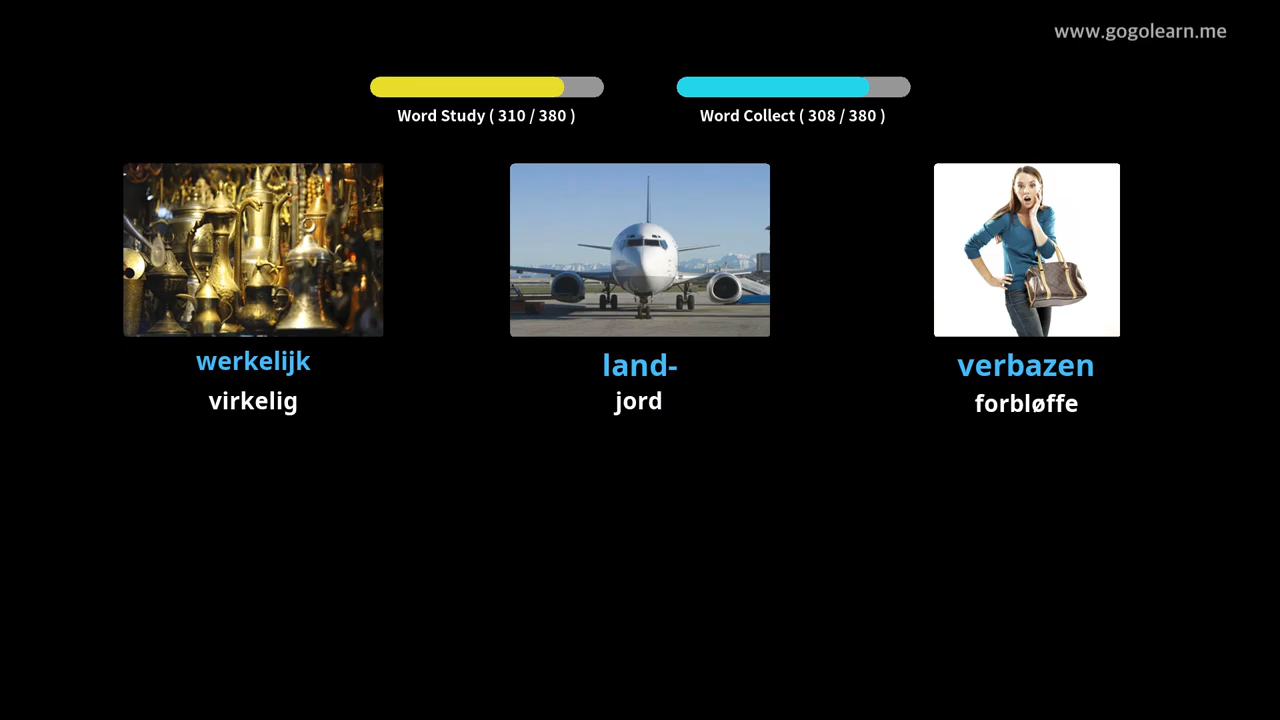 www.gogolearn.me
Word Study ( 310 / 380 )
Word Collect ( 308 / 380 )
werkelijk
virkelig
land-
jord
verbazen
forbløffe